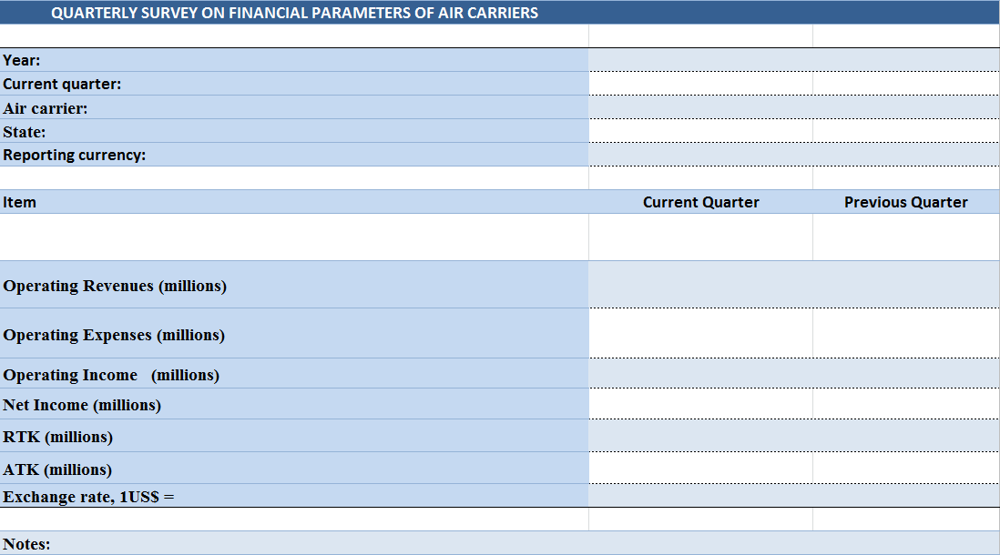 QUARTERLY SURVEY ON FINANCIAL PARAMETERS OF AIR CARRIERS
Year:
Current quarter:
Air carrier:
State:
Reporting currency:
Item Current Quarter Previous Quarter
Operating Revenues (millions)
Operating Expenses (millions)
Operating Income (millions)
Net Income (millions)
RTK (millions)
ATK (millions)
Exchange rate, 1US$ =
Notes: